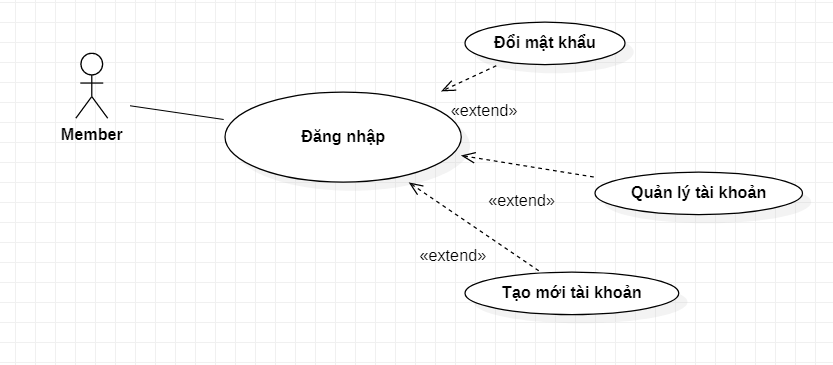 Đổi mật khẩu
«extend»
Member
Đăng nhập
Quản lý tài khoản
«extend»
«extend»
Tạo mới tài khoản